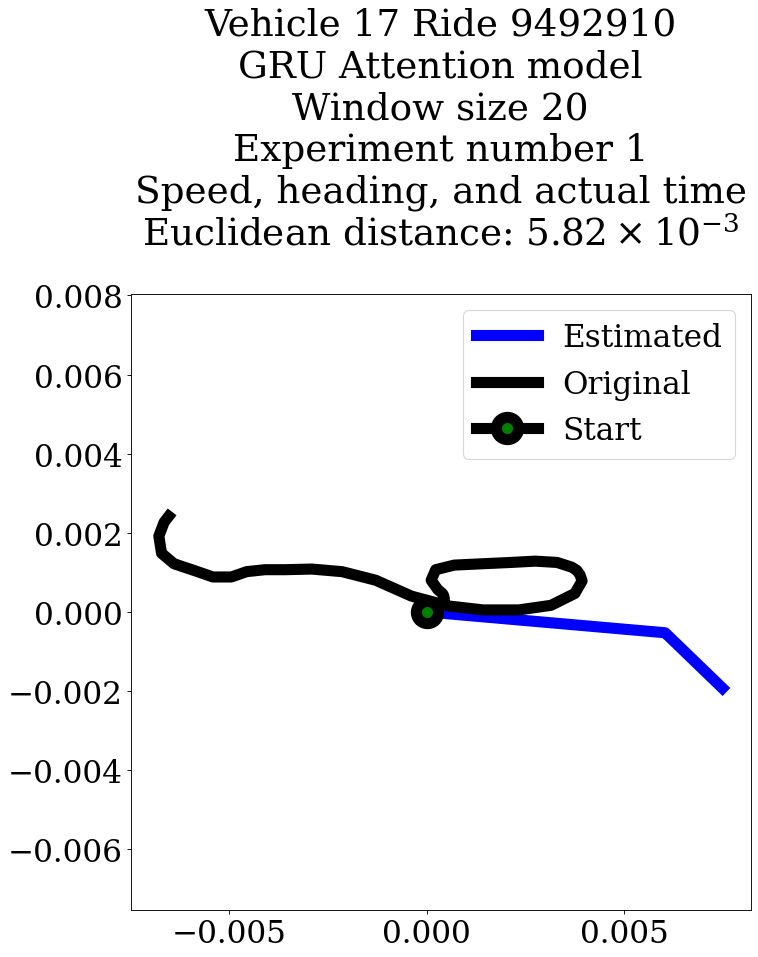 Vehicle 17 Ride 9492910
GRU Attention model
Window size 20
Experiment number 1
Speed, heading, and actual time
Euclidean distance: 5.82 × 10⁻³
0.008
0.006
0.004
0.002
0.000
−0.002
−0.004
−0.006
Estimated
Original
Start
−0.005
0.000
0.005